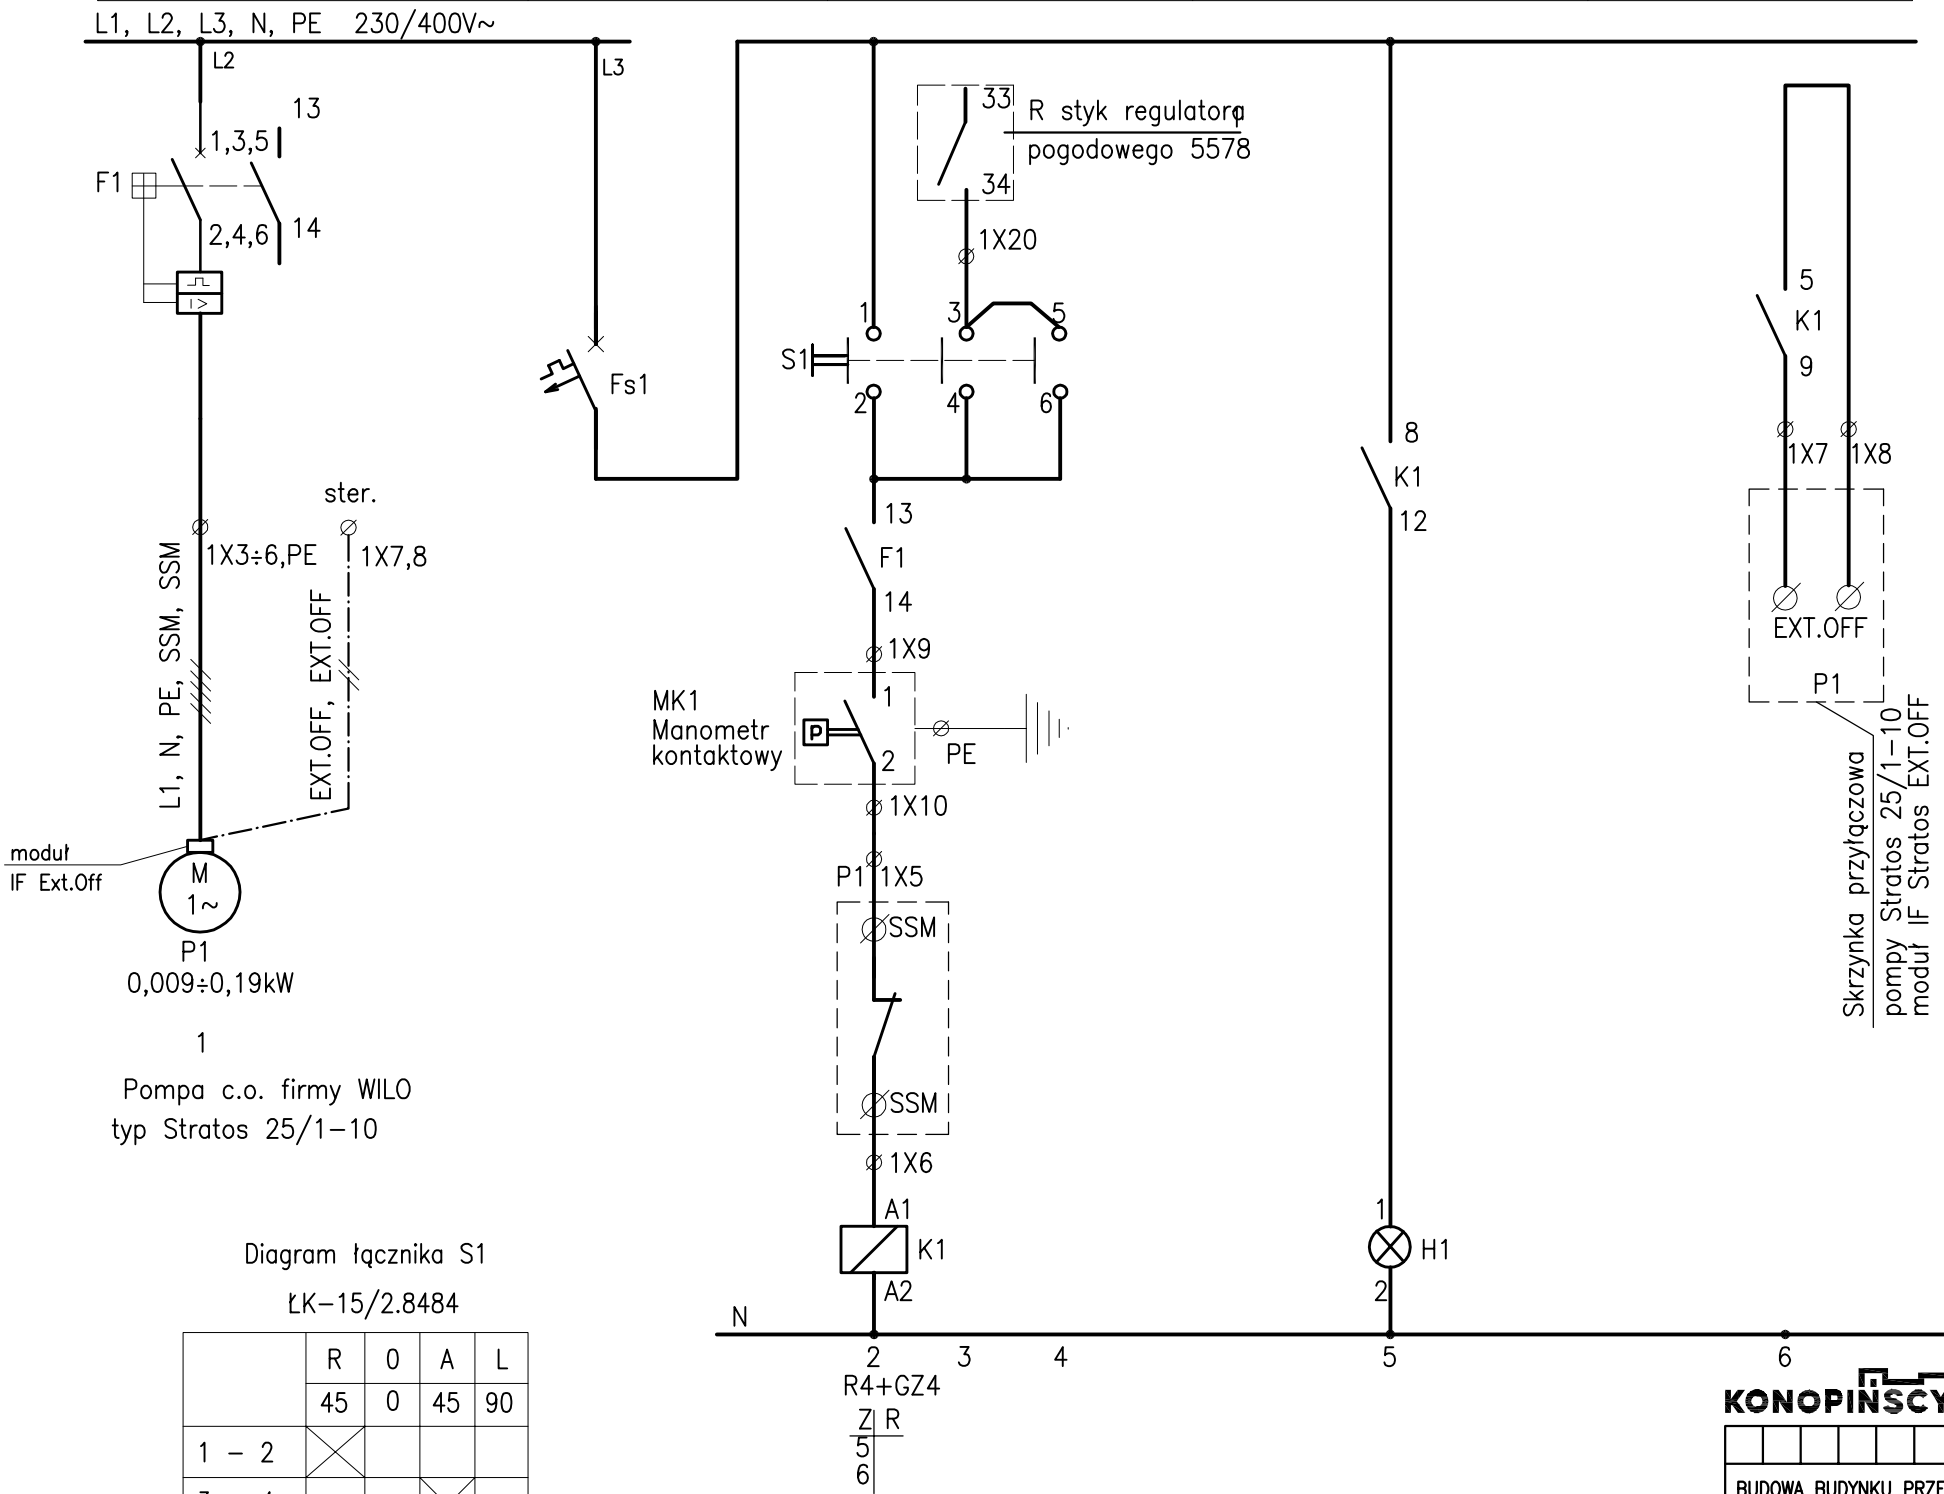 L1, L2, L3, N, PE 230/400V~
L2
L3
13
1,3,5
F1
2,4,6
14
33
R styk regulatora
pogodowego 5578
34
1X20
1
3
5
S1
2
4
6
Fs1
5
K1
9
1X7
1X8
EXT.OFF
P1
8
K1
12
ster.
1X3÷6,PE
1X7,8
L1, N, PE, SSM, SSM
EXT.OFF, EXT.OFF
13
F1
14
1X9
MK1
Manometr
kontaktowy
1
P
2
PE
1X10
P1
1X5
SSM
SSM
1X6
A1
K1
A2
Skrzynka przyłączowa
pompy Stratos 25/1-10
moduł IF Stratos EXT.OFF
moduł
IF Ext.Off
M
1~
P1
0,009÷0,19kW
1
Pompa c.o. firmy WILO
typ Stratos 25/1-10
1
H1
2
N
2
3
4
5
6
R4+GZ4
Z R
5
6
Diagram łącznika S1
ŁK-15/2.8484
R 0 A L
45 0 45 90
1 - 2
KONOPIŃSCY
BUDOWA BUDYNKU